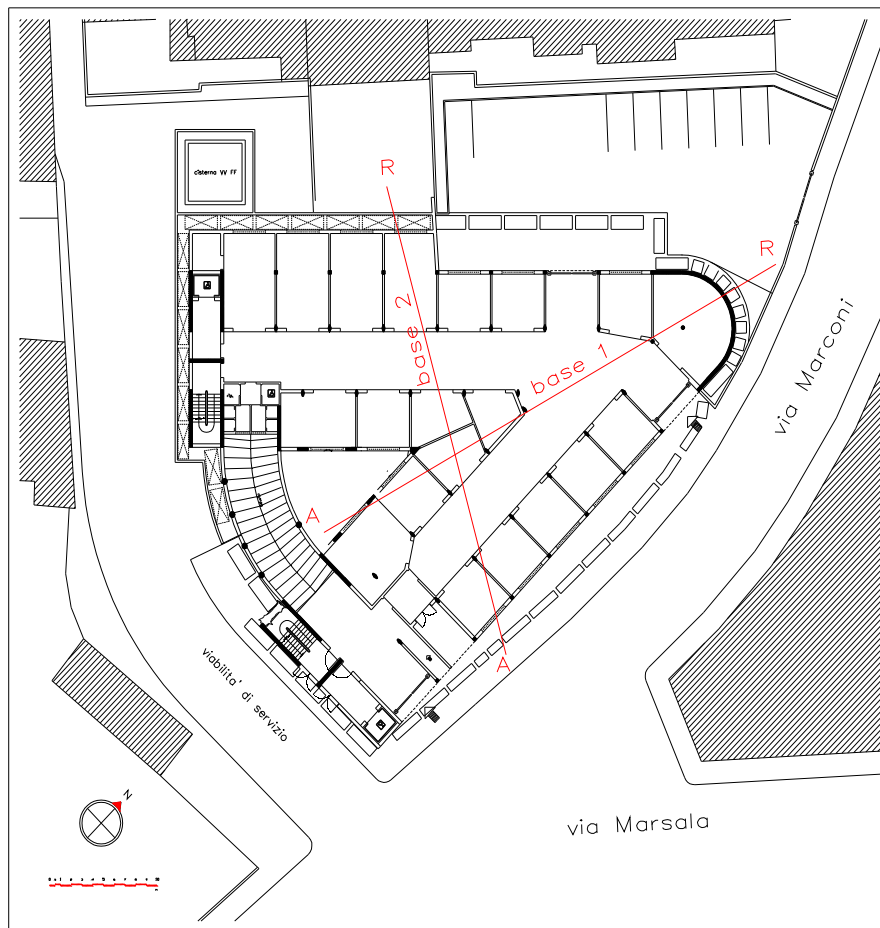 cisterna VV FF
R
R
base 2
base 1
via Marconi
A
A
viabilita' di servizio
N
via Marsala